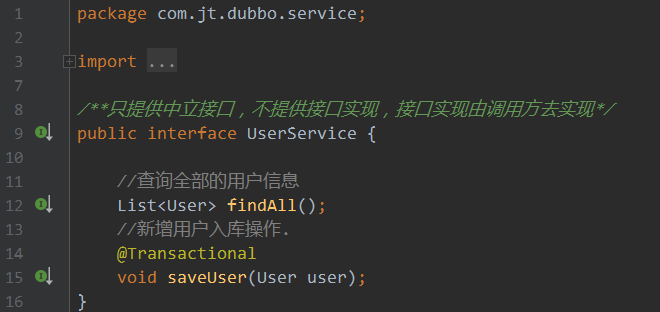 1 package com.jt.dubbo.service;
2
3 import ...
7
8 /**只提供中立接口，不提供接口实现，接口实现由调用方去实现*/
9 public interface UserService {
10
11 //查询全部的用户信息
12 List<User> findAll();
13 //新增用户入库操作.
14 @Transactional
15 void saveUser(User user);
16 }